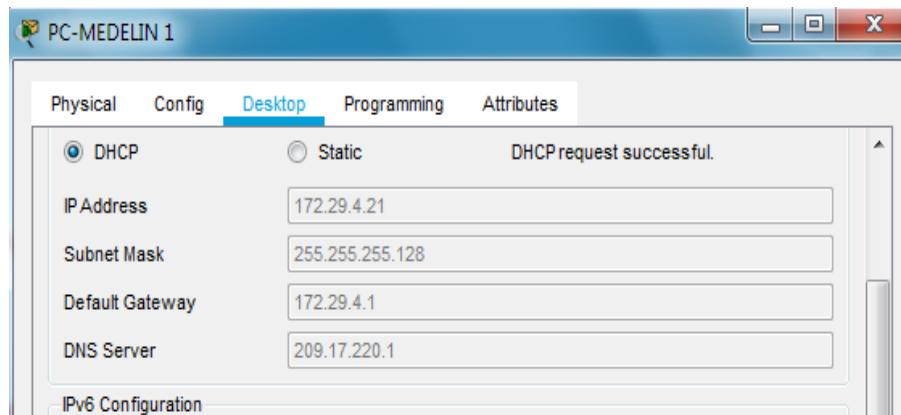 PC-MEDELIN 1
Physical Config Desktop Programming Attributes
DHCP Static DHCP request successful.
IP Address 172.29.4.21
Subnet Mask 255.255.255.128
Default Gateway 172.29.4.1
DNS Server 209.17.220.1
IPv6 Configuration